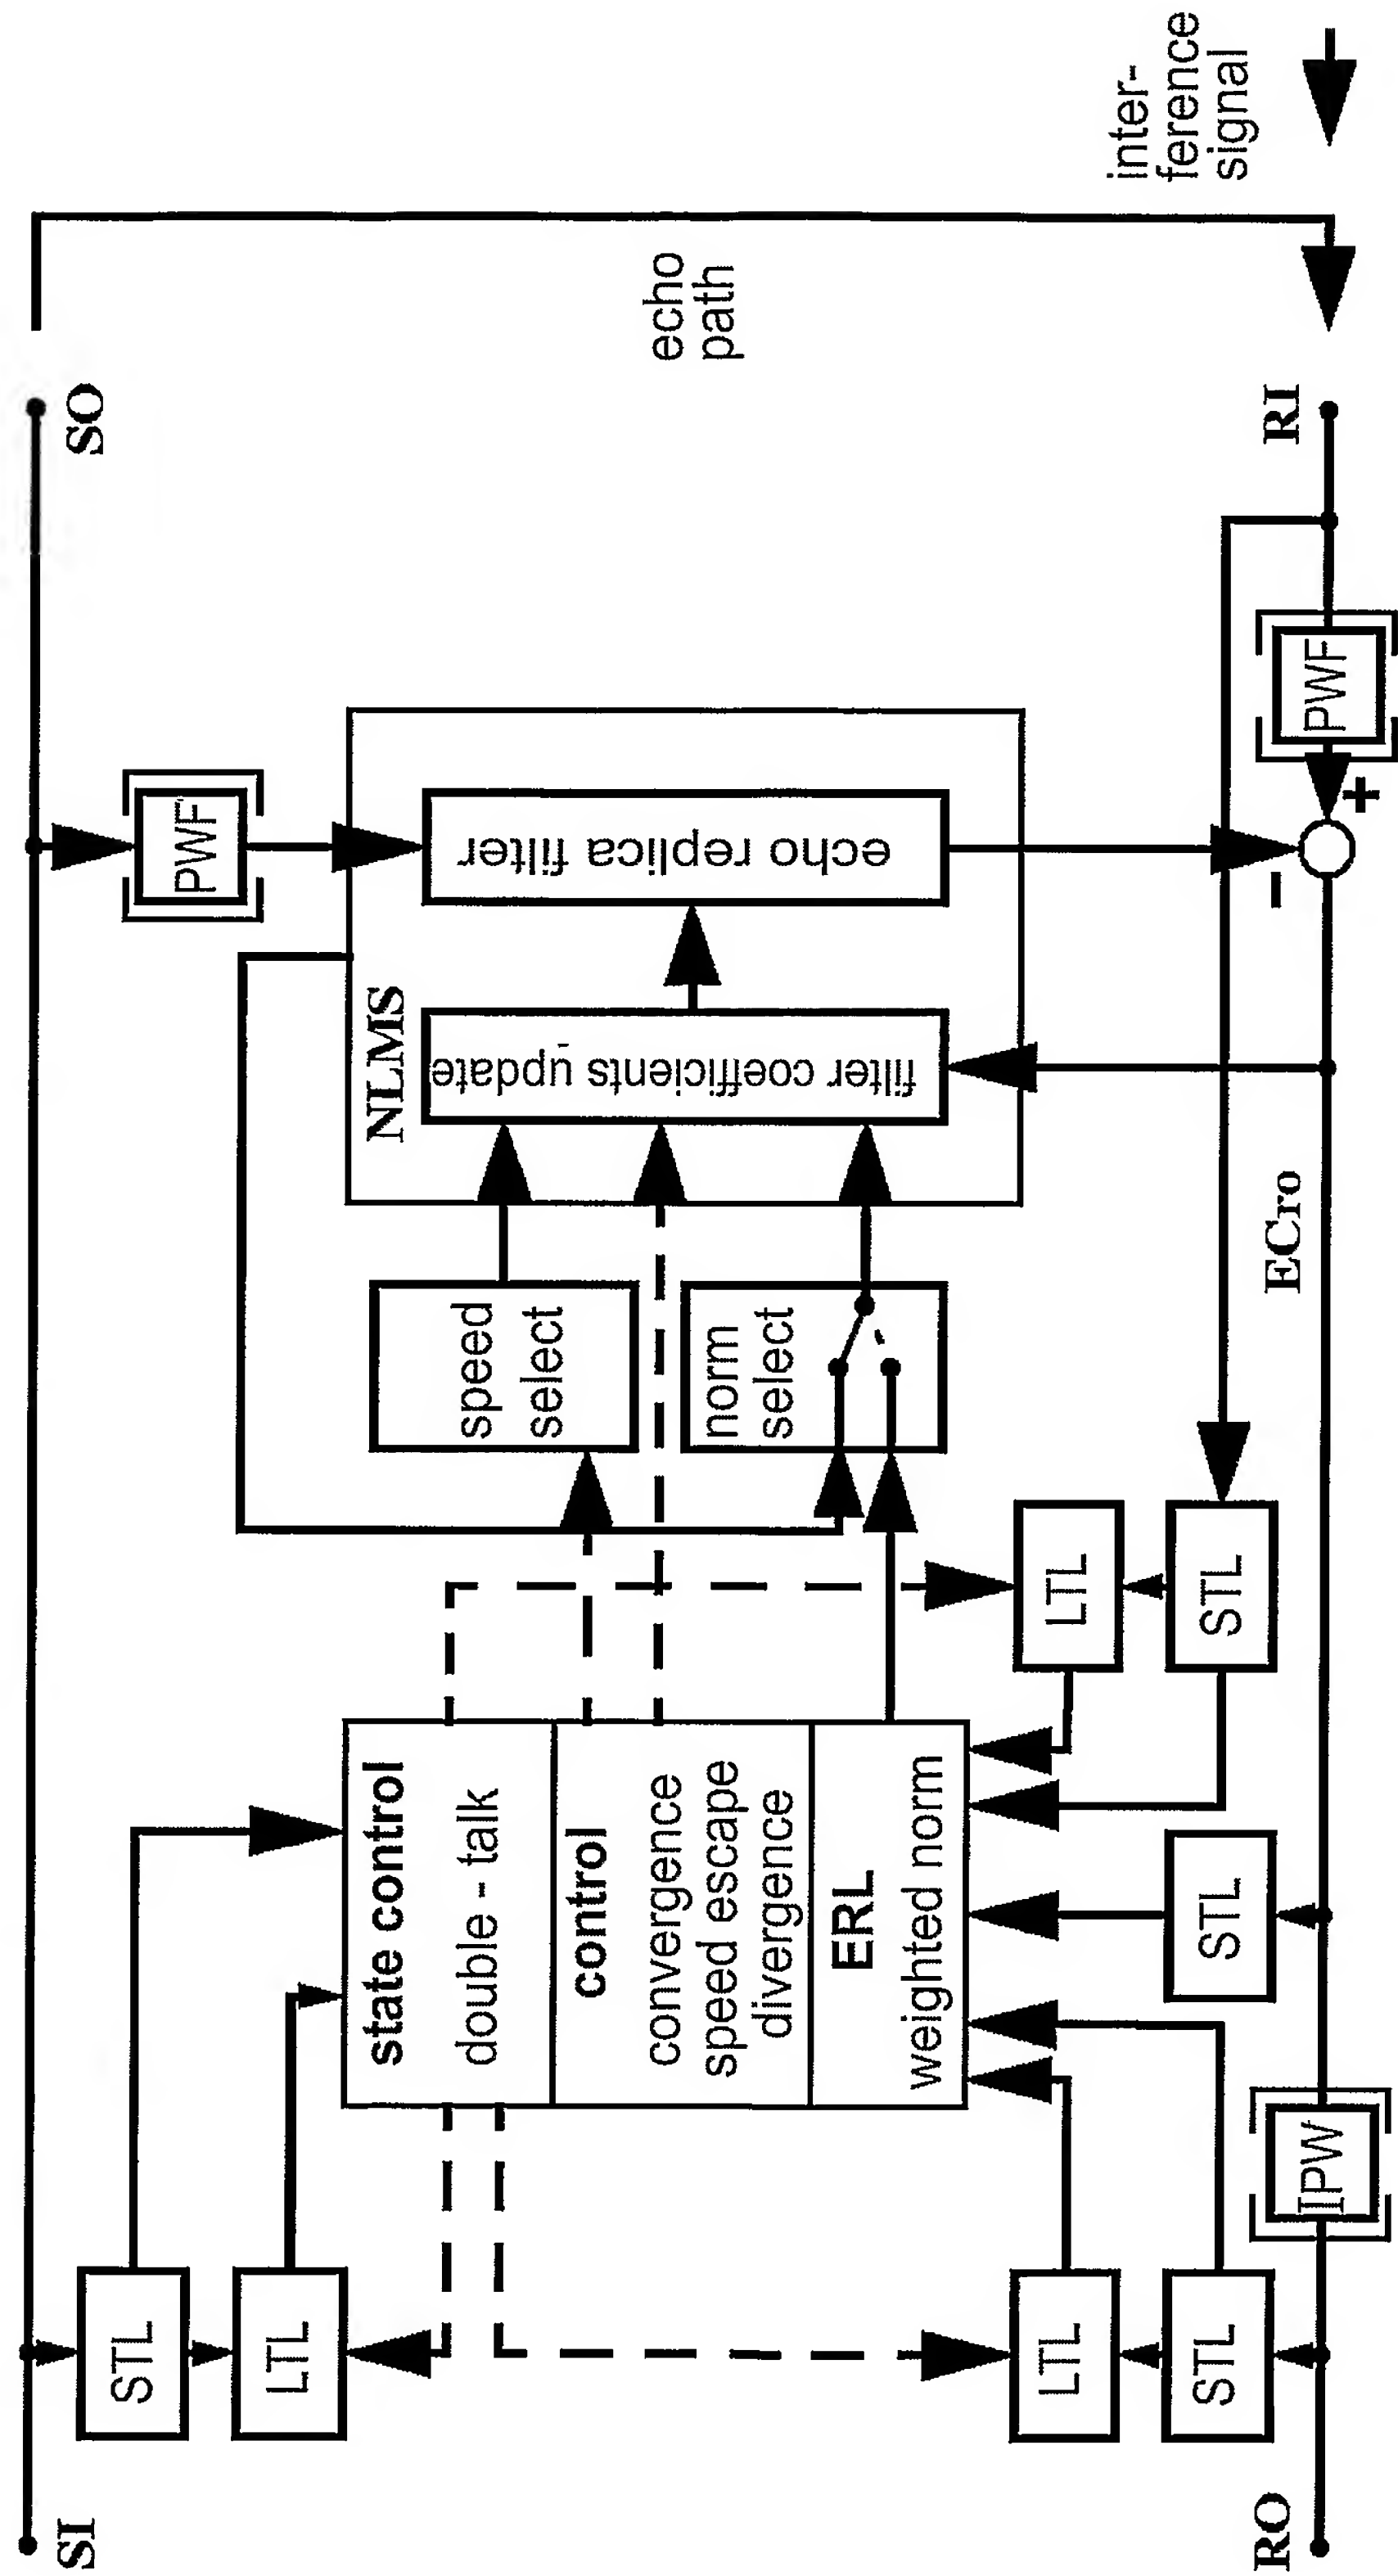 SI
SO
STL
LTL
PWF
state control
double - talk
control
convergence
speed escape
divergence
ERL
weighted norm
speed
select
norm
select
NLMS
filter coefficients update
echo replica filter
echo
path
inter-
ference
signal
LTL
STL
STL
LTL
STL
ECro
-
+
IPW
PWF
RO
RI